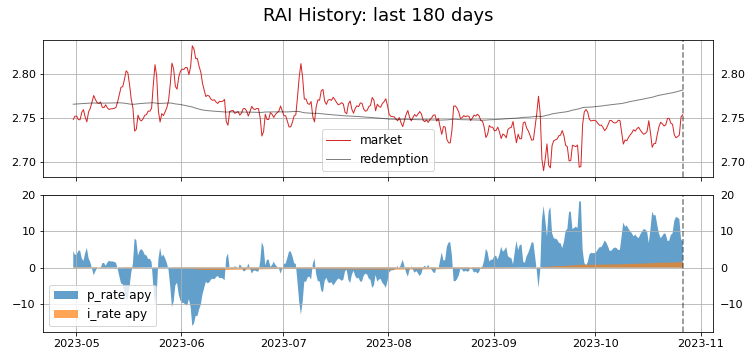 RAI History: last 180 days
2.80 2.80
2.75 2.75
2.70 2.70
market
redemption
20 20
10 10
0 0
−10 −10
p_rate apy
i_rate apy
2023-05 2023-06 2023-07 2023-08 2023-09 2023-10 2023-11